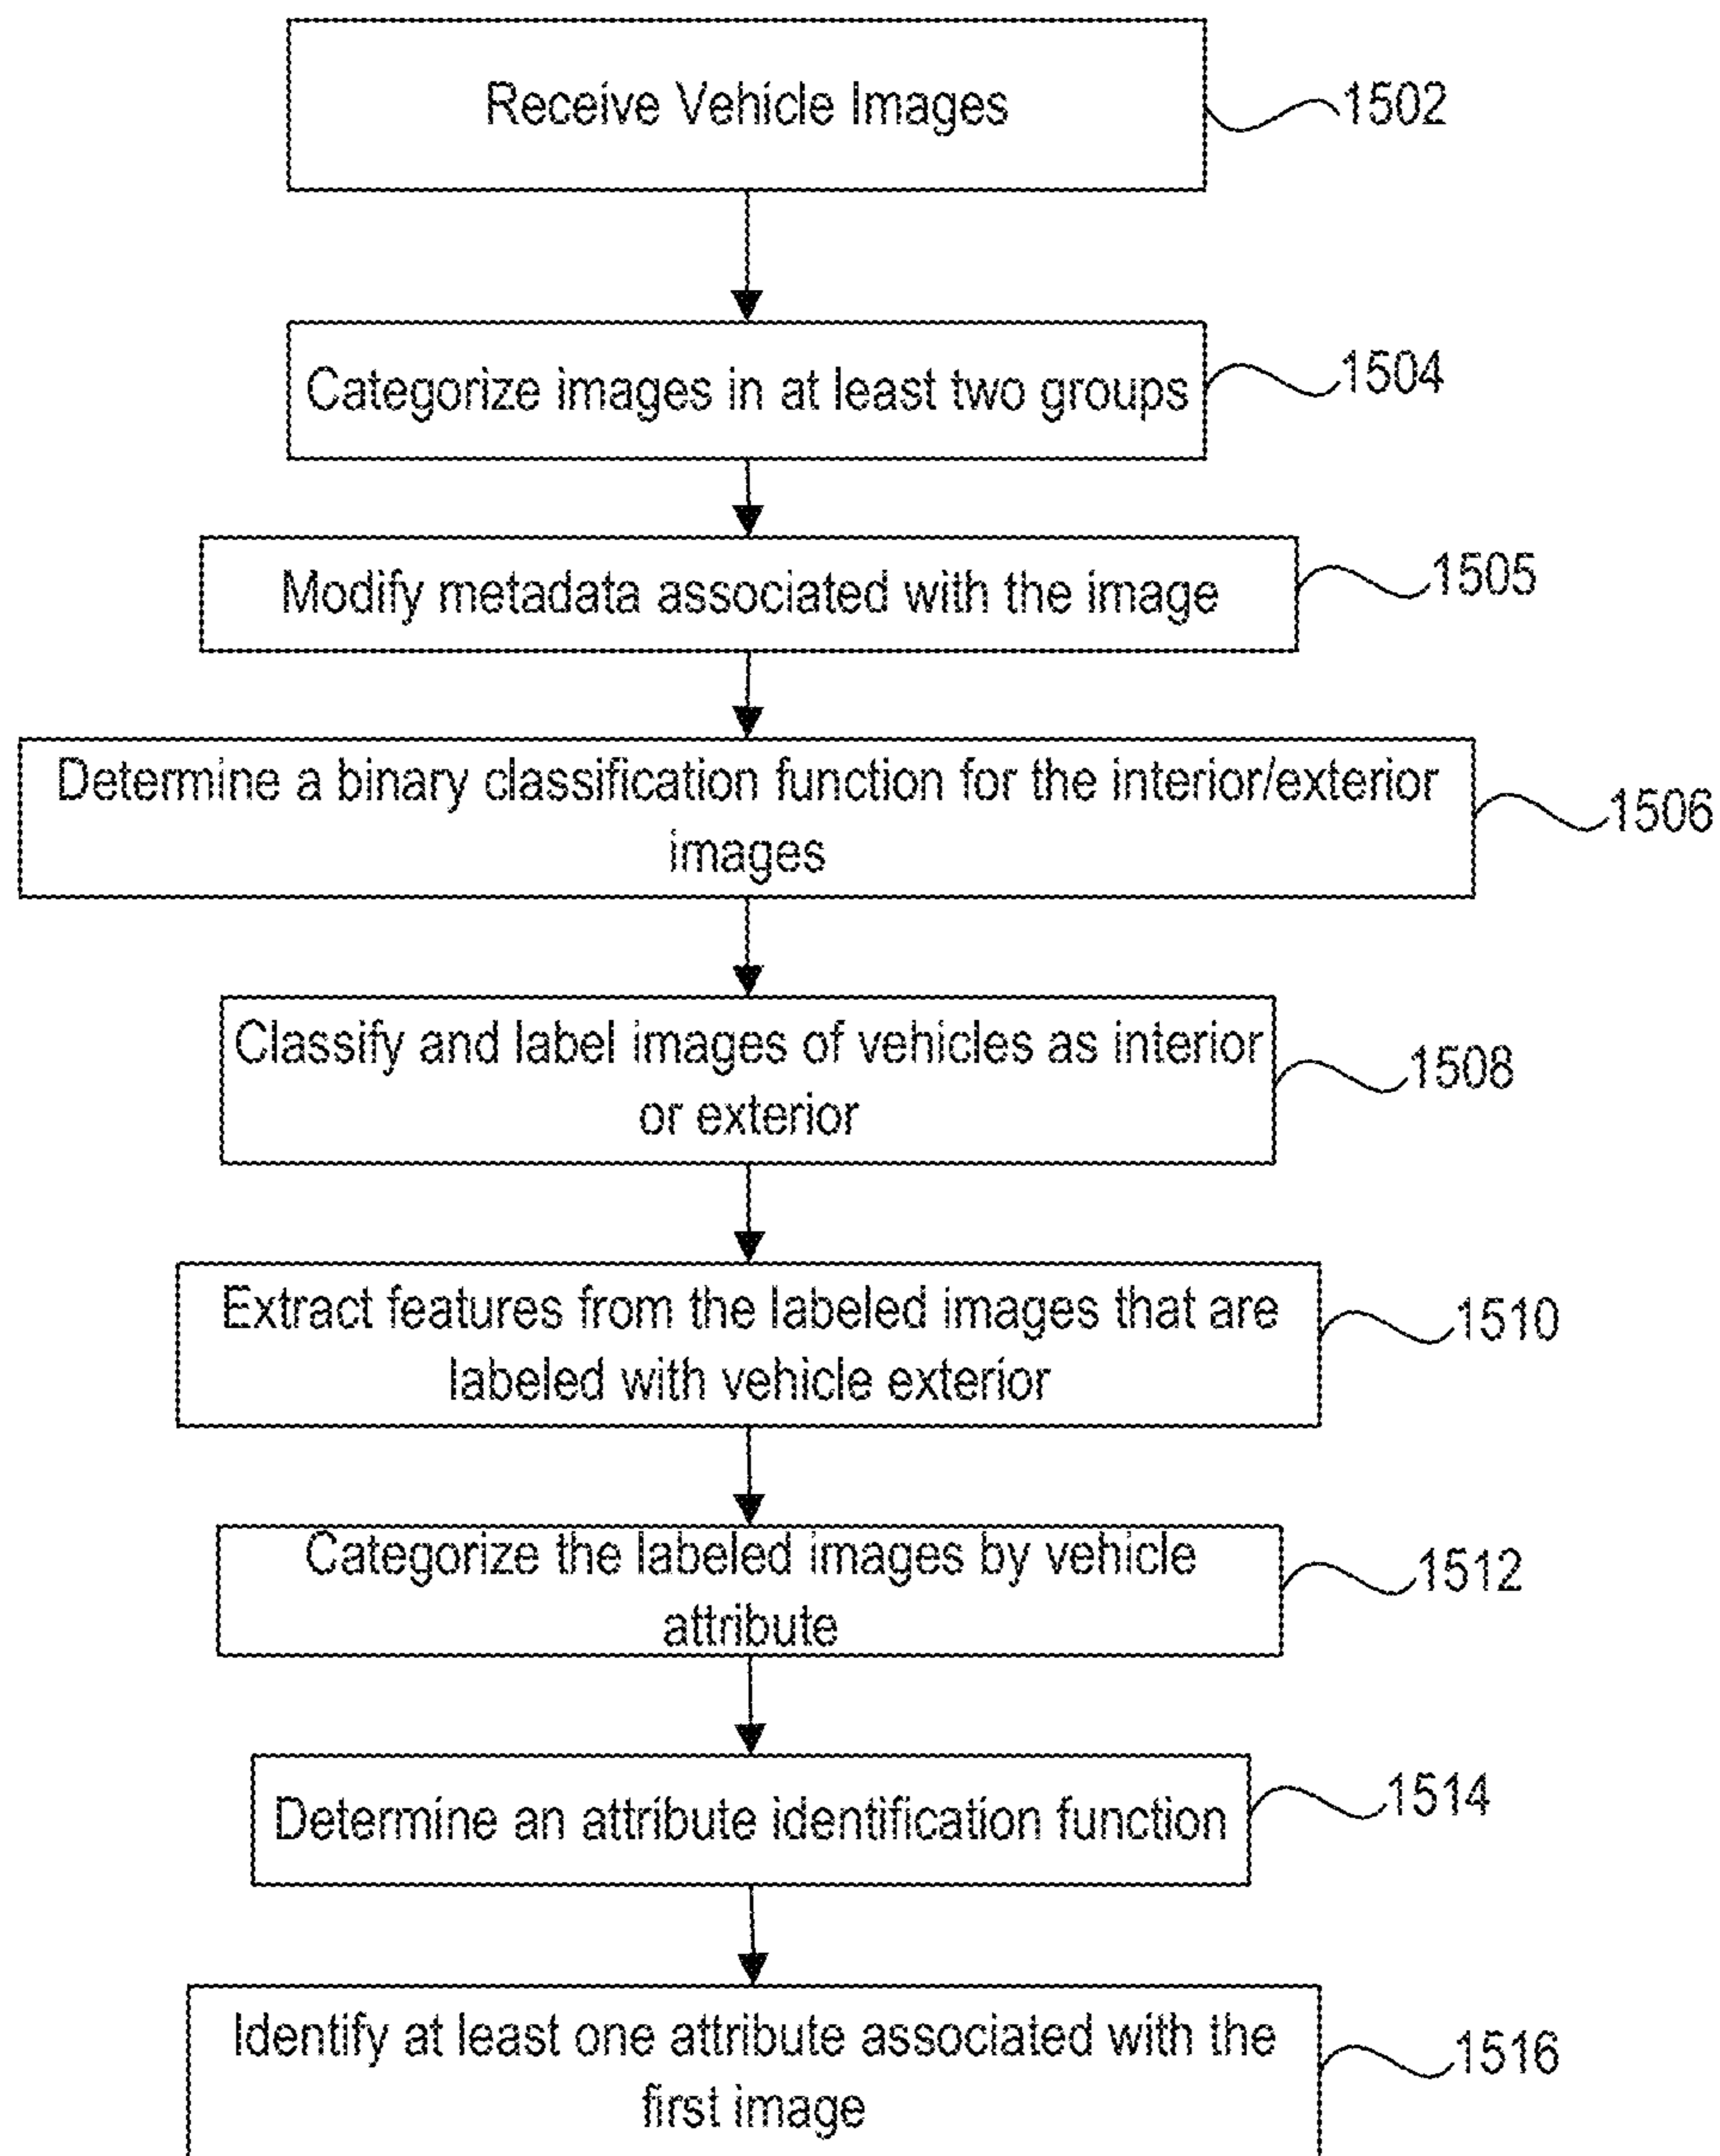 Receive Vehicle Images
1502
Categorize images in at least two groups
1504
Modify metadata associated with the image
1505
Determine a binary classification function for the interior/exterior
images
1506
Classify and label images of vehicles as interior
or exterior
1508
Extract features from the labeled images that are
labeled with vehicle exterior
1510
Categorize the labeled images by vehicle
attribute
1512
Determine an attribute identification function
1514
Identify at least one attribute associated with the
first image
1516